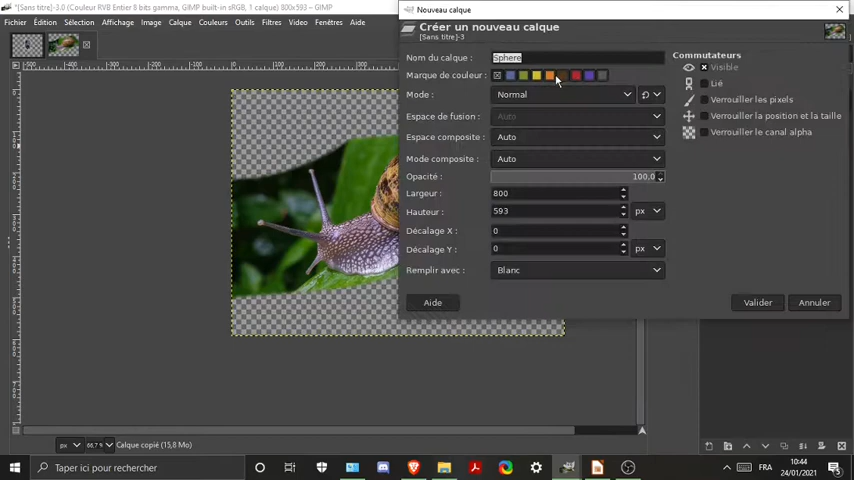 *[Sans titre]-3.0 (Couleur RVB Entier 8 bits gamma, GIMP built-in sRGB, 1 calque) 800x593 – GIMP
Fichier Édition Sélection Affichage Image Calque Couleurs Outils Filtres Vidéo Fenêtres Aide
Nouveau calque
Créer un nouveau calque
[Sans titre]-3
Nom du calque : Sphere
Marque de couleur :
Mode : Normal
Espace de fusion : Auto
Espace composite : Auto
Mode composite : Auto
Opacité : 100,0
Largeur : 800
Hauteur : 593 px
Décalage X : 0
Décalage Y : 0 px
Remplir avec : Blanc
Commutateurs
Visible
Lié
Verrouiller les pixels
Verrouiller la position et la taille
Verrouiller le canal alpha
Aide Valider Annuler
px 66,7 % Calque copié (15,8 Mo)
Taper ici pour rechercher
FRA
10:44
24/01/2021